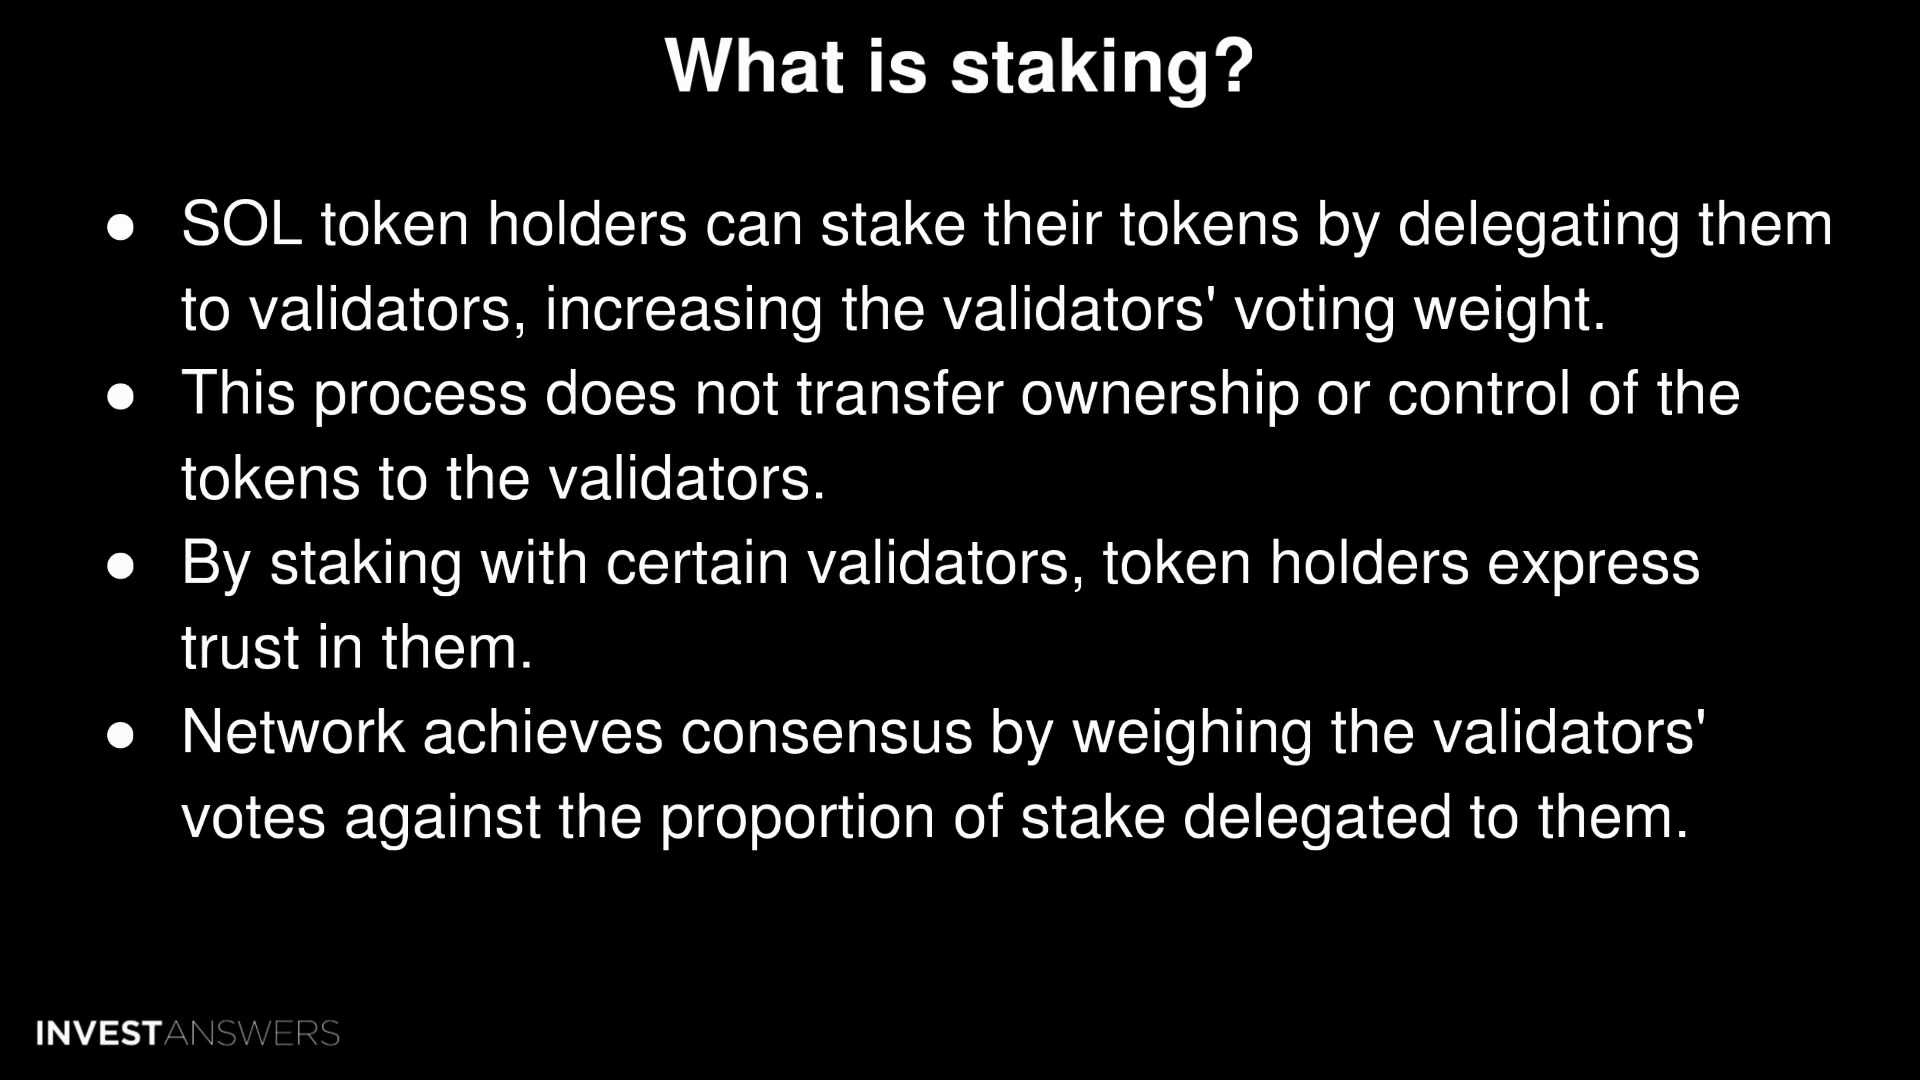 What is staking?
● SOL token holders can stake their tokens by delegating them
to validators, increasing the validators' voting weight.
● This process does not transfer ownership or control of the
tokens to the validators.
● By staking with certain validators, token holders express
trust in them.
● Network achieves consensus by weighing the validators'
votes against the proportion of stake delegated to them.
INVESTANSWERS